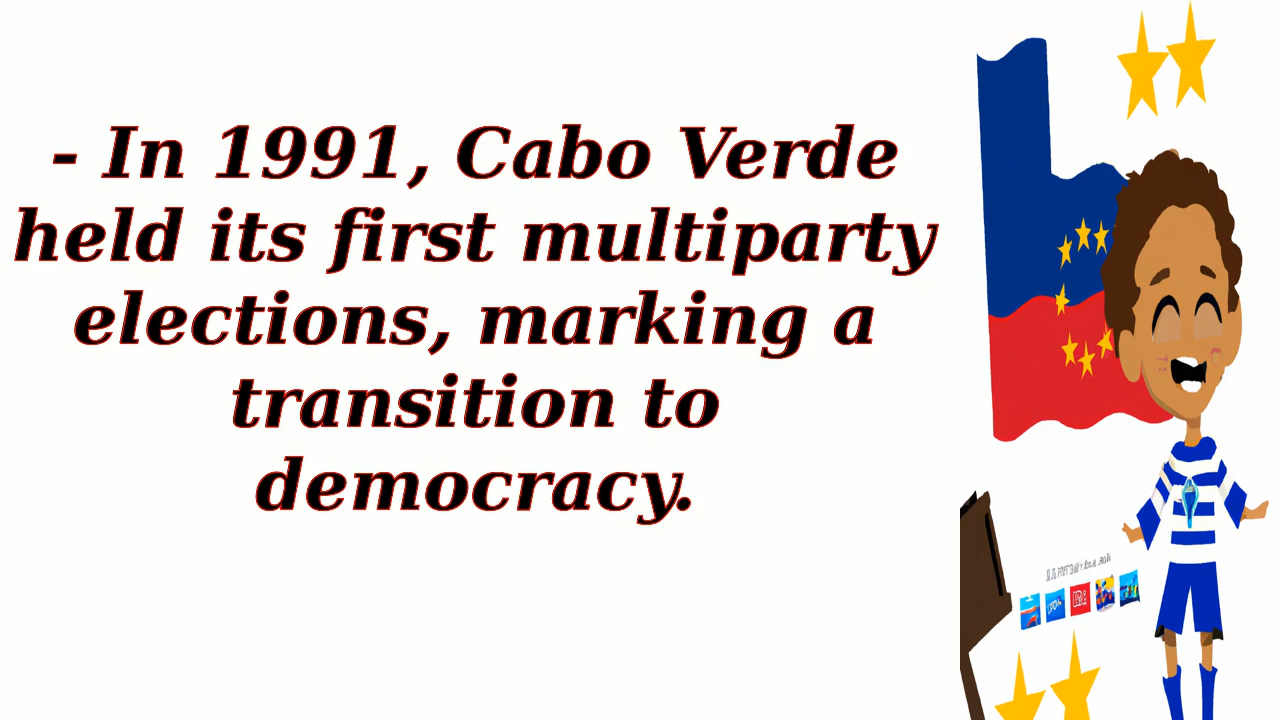 - In 1991, Cabo Verde
held its first multiparty
elections, marking a
transition to
democracy.